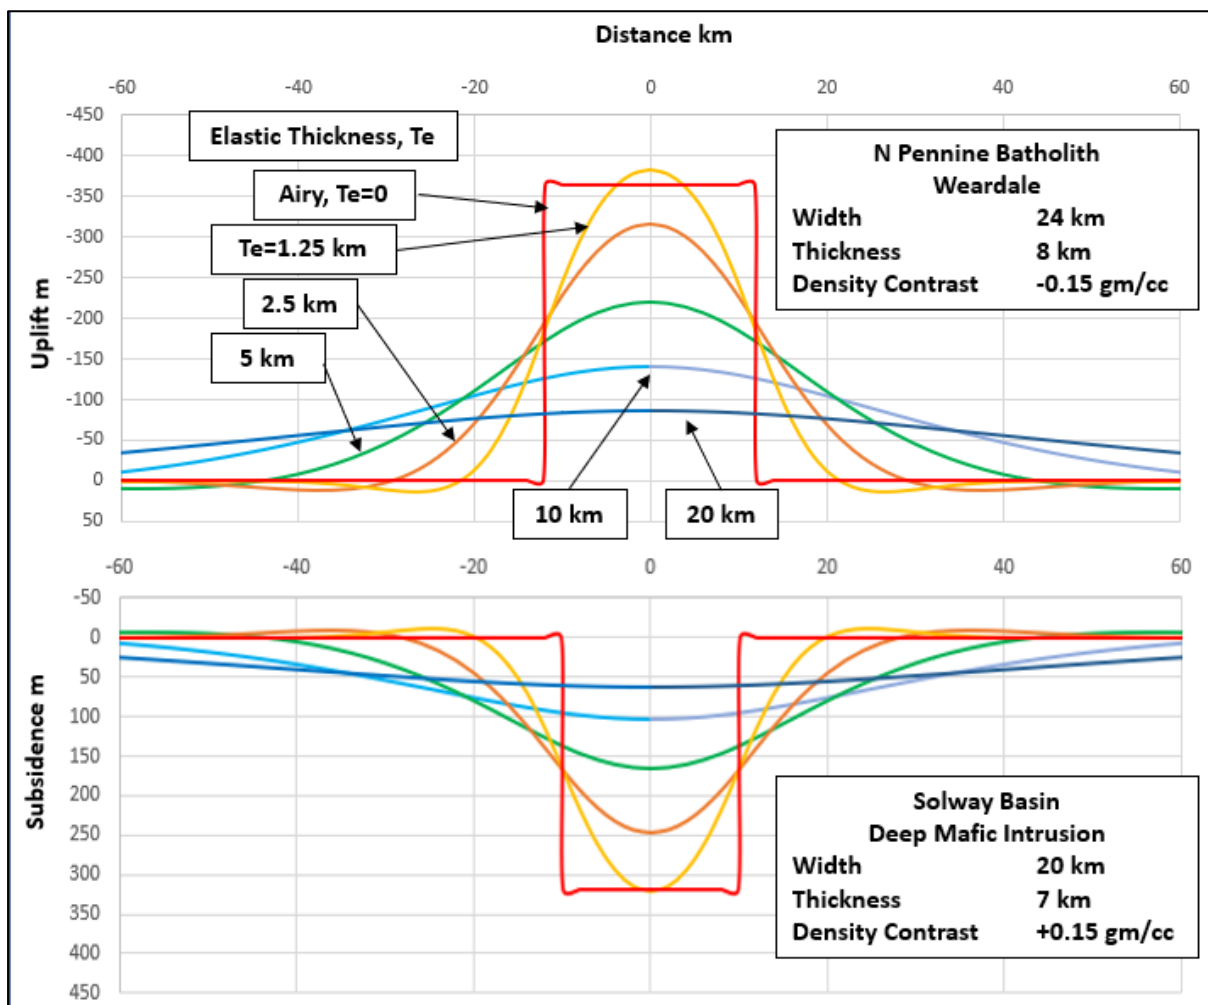 Distance km
-60 -40 -20 0 20 40 60
-450
-400
-350
-300
-250
-200
-150
-100
-50
0
50
Uplift m
Elastic Thickness, Te
Airy, Te=0
Te=1.25 km
2.5 km
5 km
10 km
20 km
N Pennine Batholith
Weardale
Width 24 km
Thickness 8 km
Density Contrast -0.15 gm/cc
-60 -40 -20 0 20 40 60
-50
0
50
100
150
200
250
300
350
400
450
Subsidence m
Solway Basin
Deep Mafic Intrusion
Width 20 km
Thickness 7 km
Density Contrast +0.15 gm/cc